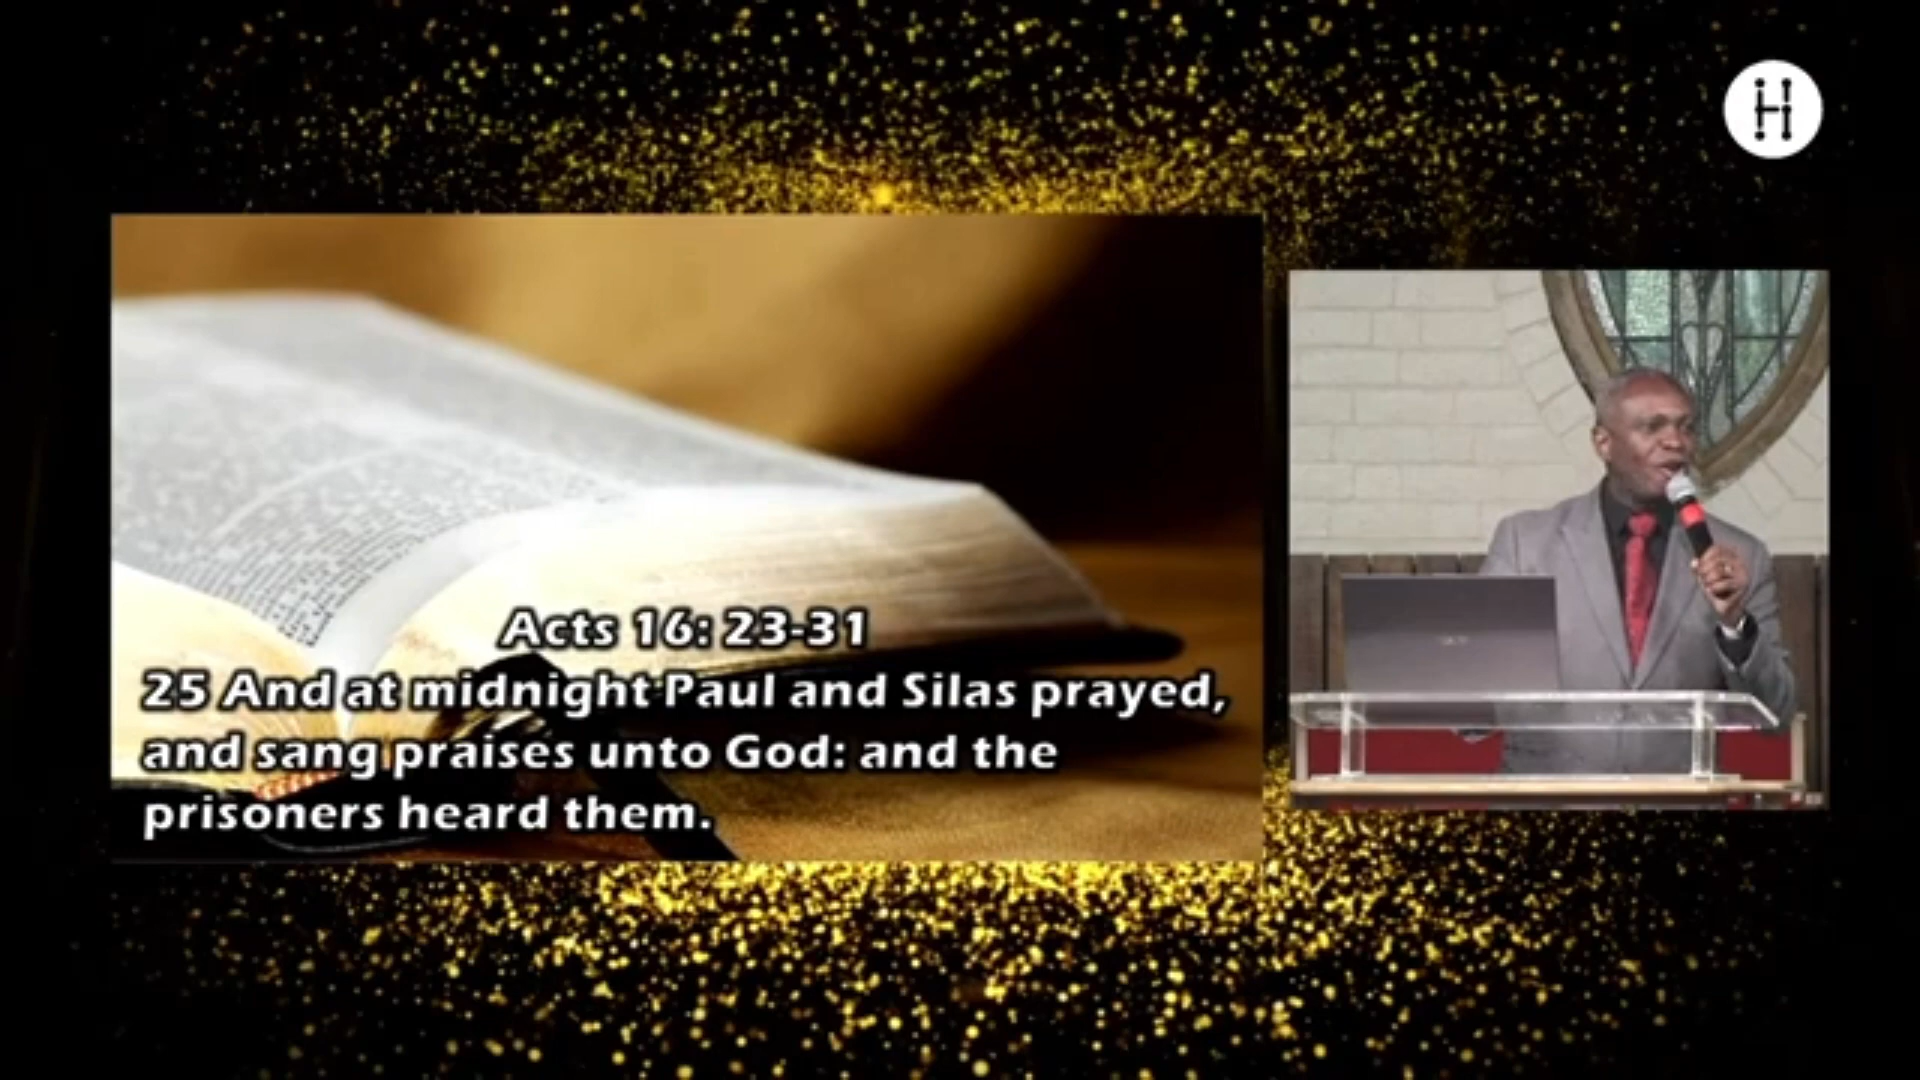 H
Acts 16: 23-31
25 And at midnight Paul and Silas prayed,
and sang praises unto God: and the
prisoners heard them.